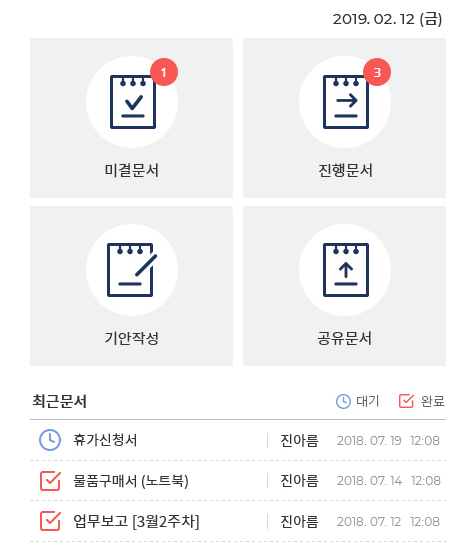 2019. 02. 12 (금)
1
3
미결문서
진행문서
기안작성
공유문서
최근문서 대기 완료
휴가신청서 진아름 2018. 07. 19 12:08
물품구매서 (노트북) 진아름 2018. 07. 14 12:08
업무보고 [3월2주차] 진아름 2018. 07. 12 12:08